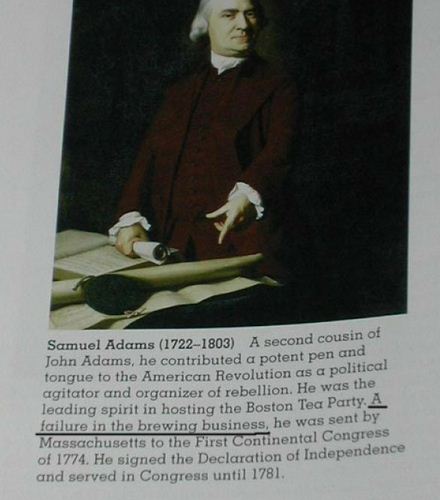 Samuel Adams (1722–1803) A second cousin of
John Adams, he contributed a potent pen and
tongue to the American Revolution as a political
agitator and organizer of rebellion. He was the
leading spirit in hosting the Boston Tea Party. A
failure in the brewing business, he was sent by
Massachusetts to the First Continental Congress
of 1774. He signed the Declaration of Independence
and served in Congress until 1781.